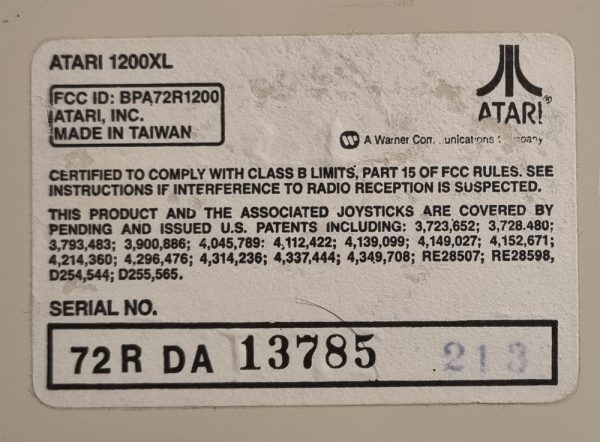 ATARI 1200XL
FCC ID: BPA72R1200
ATARI, INC.
MADE IN TAIWAN
ATARI®
A Warner
CERTIFIED TO COMPLY WITH CLASS B LIMITS, PART 15 OF FCC RULES. SEE
INSTRUCTIONS IF INTERFERENCE TO RADIO RECEPTION IS SUSPECTED.
THIS PRODUCT AND THE ASSOCIATED JOYSTICKS ARE COVERED BY
PENDING AND ISSUED U.S. PATENTS INCLUDING: 3,723,652; 3,728.480;
3,793,483; 3,900,886; 4,045,789: 4,112,422; 4,139,099; 4,149,027; 4,152,671;
4,214,360; 4,296,476; 4,314,236; 4,337,444; 4,349,708; RE28507; RE28598,
D254,544; D255,565.
SERIAL NO.
72R DA 13785 213